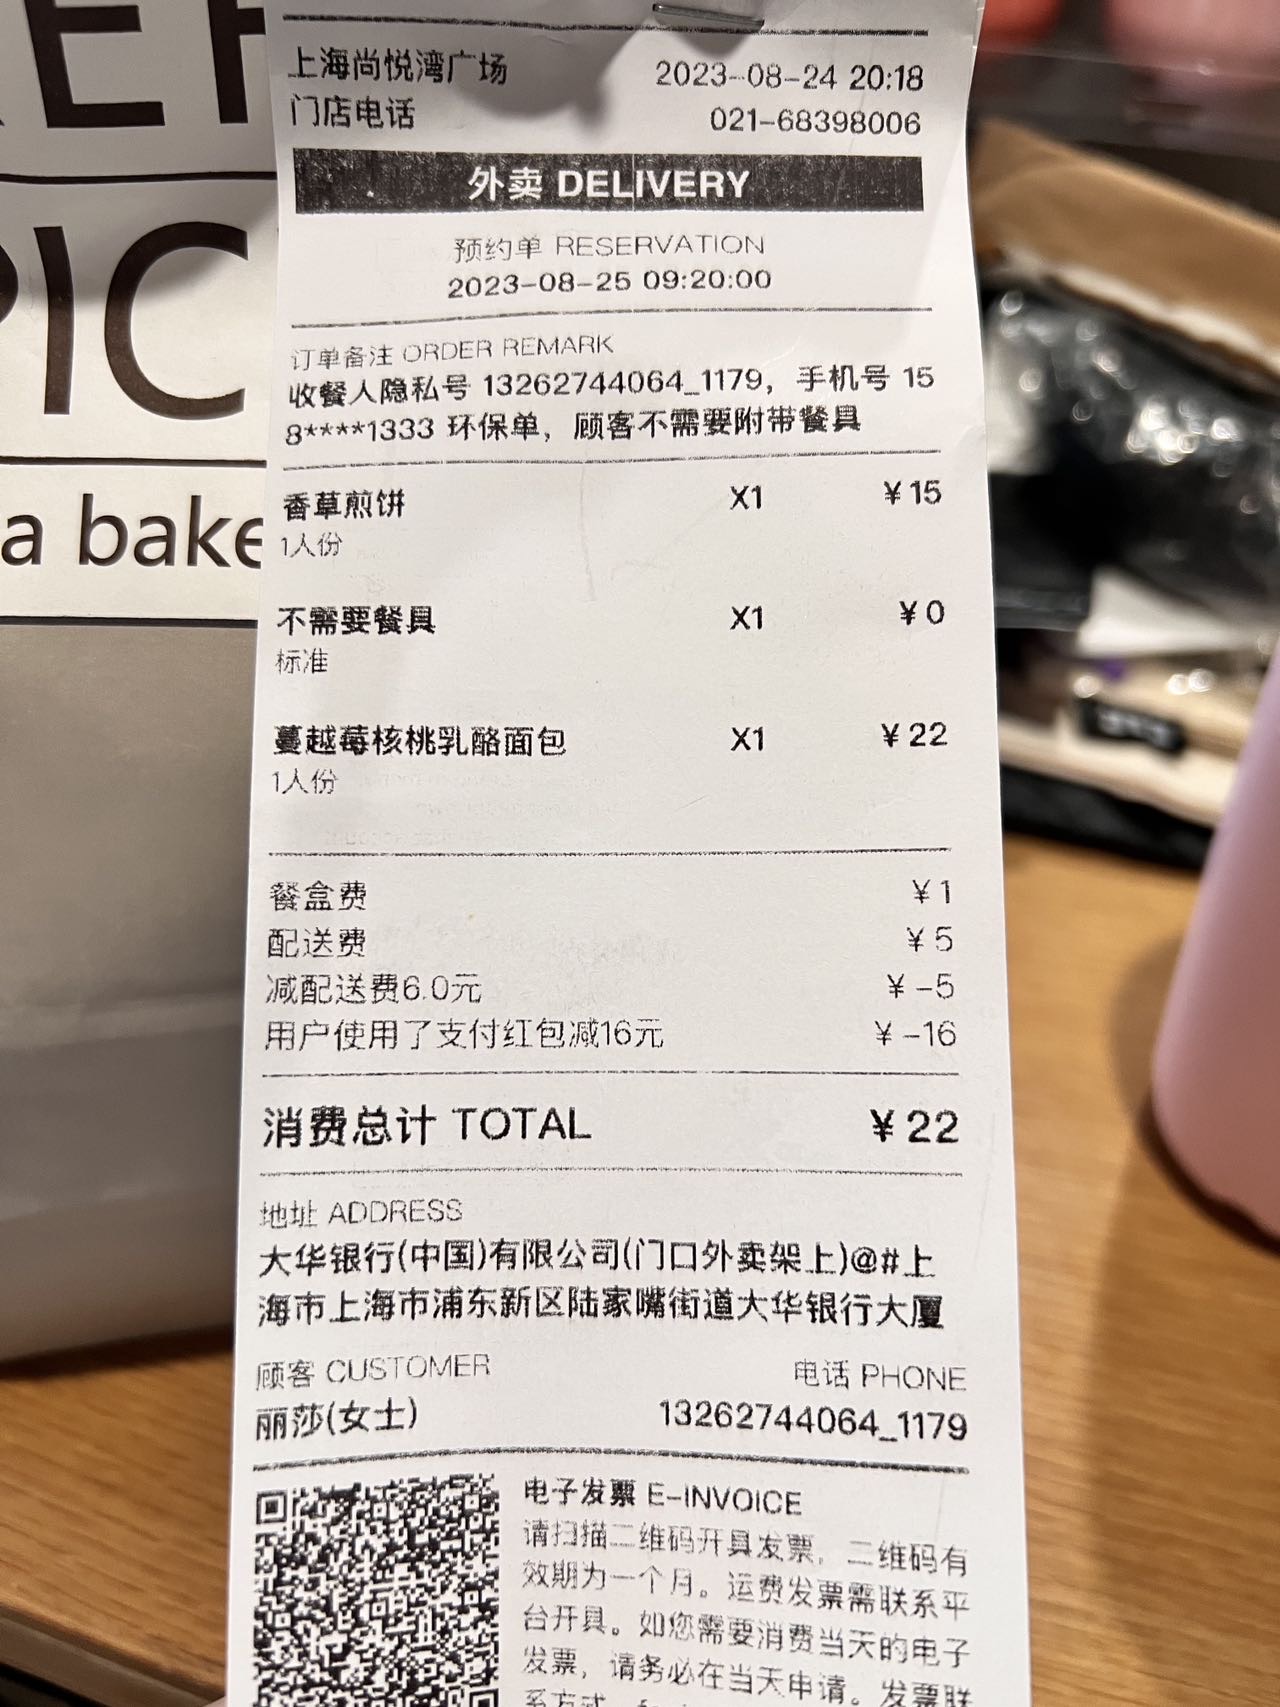 ER
PIC
a bake
上海尚悦湾广场 2023-08-24 20:18
门店电话 021-68398006
外卖 DELIVERY
预约单 RESERVATION
2023-08-25 09:20:00
订单备注 ORDER REMARK
收餐人隐私号 13262744064_1179，手机号 15
8****1333 环保单，顾客不需要附带餐具
香草煎饼 X1 ¥15
1人份
不需要餐具 X1 ¥0
标准
蔓越莓核桃乳酪面包 X1 ¥22
1人份
餐盒费 ¥1
配送费 ¥5
减配送费6.0元 ¥-5
用户使用了支付红包减16元 ¥-16
消费总计 TOTAL ¥22
地址 ADDRESS
大华银行(中国)有限公司(门口外卖架上)@#上
海市上海市浦东新区陆家嘴街道大华银行大厦
顾客 CUSTOMER 电话 PHONE
丽莎(女士) 13262744064_1179
电子发票 E-INVOICE
请扫描二维码开具发票，二维码有
效期为一个月。运费发票需联系平
台开具。如您需要消费当天的电子
发票，请务必在当天申请。发票联
系方式